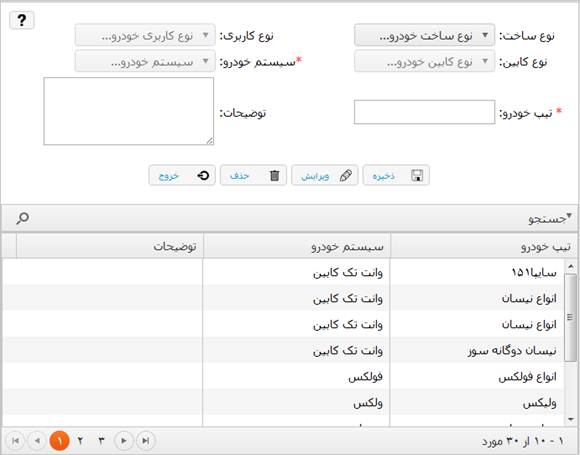 ?
نوع ساخت: نوع ساخت خودرو... نوع کاربری: نوع کاربری خودرو...
نوع کابین: نوع کابین خودرو... *سیستم خودرو: سیستم خودرو...
* تیپ خودرو: توضیحات:
ذخیره ویرایش حذف خروج
جستجو
تیپ خودرو سیستم خودرو توضیحات
سایپا۱۵۱ وانت تک کابین
انواع نیسان وانت تک کابین
انواع نیسان وانت تک کابین
نیسان دوگانه سوز وانت تک کابین
انواع فولکس فولکس
ولیکس ولکس
۱ - ۱۰ از ۳۰ مورد ۳ ۲ ۱